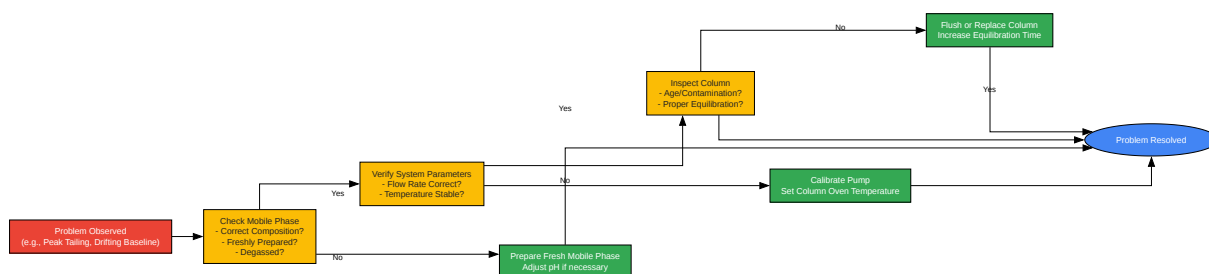 Problem Observed
(e.g., Peak Tailing, Drifting Baseline)
Check Mobile Phase
- Correct Composition?
- Freshly Prepared?
- Degassed?
Yes
No
Verify System Parameters
- Flow Rate Correct?
- Temperature Stable?
Yes
No
Prepare Fresh Mobile Phase
Adjust pH if necessary
Inspect Column
- Age/Contamination?
- Proper Equilibration?
No
Yes
Calibrate Pump
Set Column Oven Temperature
Flush or Replace Column
Increase Equilibration Time
Problem Resolved